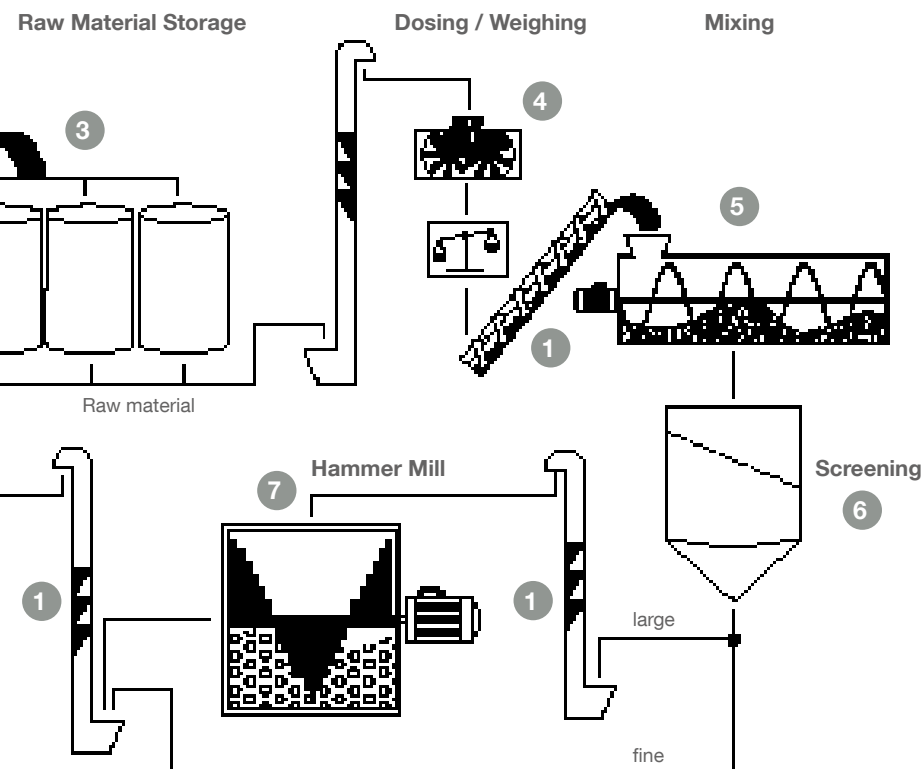 Raw Material Storage
Dosing / Weighing
Mixing
3
4
5
1
Raw material
Hammer Mill
7
Screening
6
1
1
large
fine